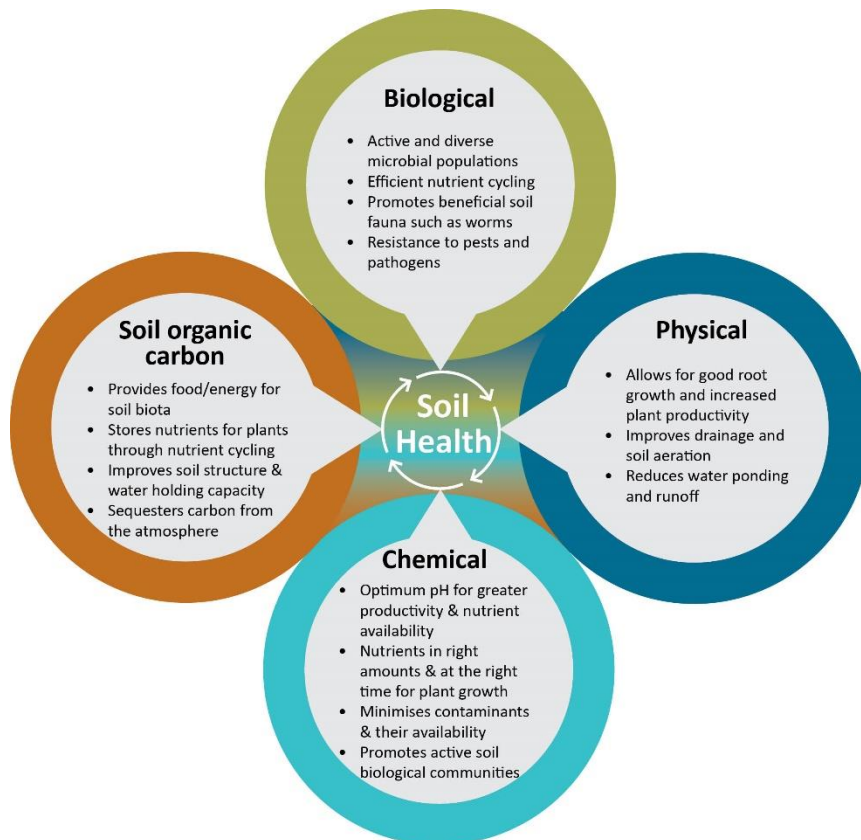 Biological
• Active and diverse
microbial populations
• Efficient nutrient cycling
• Promotes beneficial soil
fauna such as worms
• Resistance to pests and
pathogens
Soil organic
carbon
• Provides food/energy for
soil biota
• Stores nutrients for plants
through nutrient cycling
• Improves soil structure &
water holding capacity
• Sequesters carbon from
the atmosphere
Soil
Health
Physical
• Allows for good root
growth and increased
plant productivity
• Improves drainage and
soil aeration
• Reduces water ponding
and runoff
Chemical
• Optimum pH for greater
productivity & nutrient
availability
• Nutrients in right
amounts & at the right
time for plant growth
• Minimises contaminants
& their availability
• Promotes active soil
biological communities